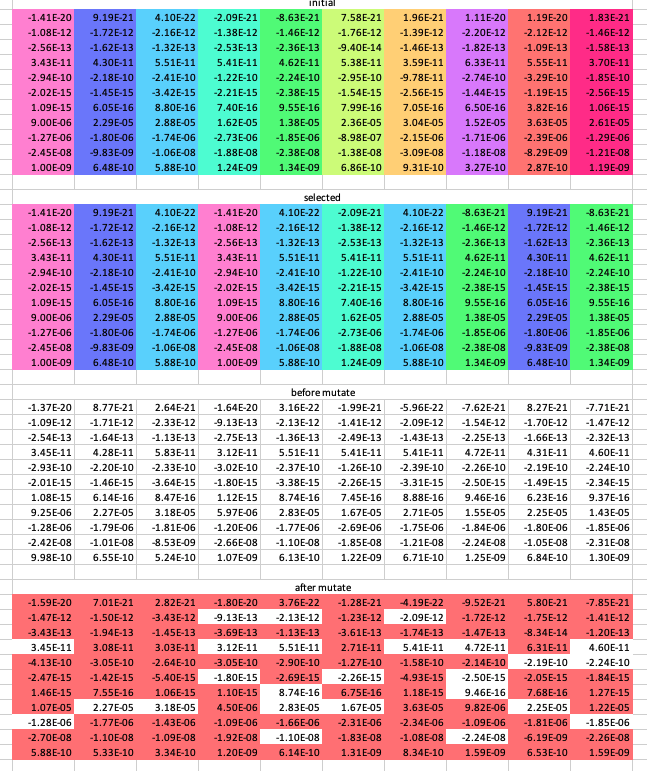 initial
-1.41E-20 9.19E-21 4.10E-22 -2.09E-21 -8.63E-21 7.58E-21 1.96E-21 1.11E-20 1.19E-20 1.83E-21
-1.08E-12 -1.72E-12 -2.16E-12 -1.38E-12 -1.46E-12 -1.76E-12 -1.39E-12 -2.20E-12 -2.12E-12 -1.46E-12
-2.56E-13 -1.62E-13 -1.32E-13 -2.53E-13 -2.36E-13 -9.40E-14 -1.46E-13 -1.82E-13 -1.09E-13 -1.58E-13
3.43E-11 4.30E-11 5.51E-11 5.41E-11 4.62E-11 5.38E-11 3.59E-11 6.33E-11 5.55E-11 3.70E-11
-2.94E-10 -2.18E-10 -2.41E-10 -1.22E-10 -2.24E-10 -2.95E-10 -9.78E-11 -2.74E-10 -3.29E-10 -1.85E-10
-2.02E-15 -1.45E-15 -3.42E-15 -2.21E-15 -2.38E-15 -1.54E-15 -2.56E-15 -1.44E-15 -1.19E-15 -2.56E-15
1.09E-15 6.05E-16 8.80E-16 7.40E-16 9.55E-16 7.99E-16 7.05E-16 6.50E-16 3.82E-16 1.06E-15
9.00E-06 2.29E-05 2.88E-05 1.62E-05 1.38E-05 2.36E-05 3.04E-05 1.52E-05 3.63E-05 2.61E-05
-1.27E-06 -1.80E-06 -1.74E-06 -2.73E-06 -1.85E-06 -8.98E-07 -2.15E-06 -1.71E-06 -2.39E-06 -1.29E-06
-2.45E-08 -9.83E-09 -1.06E-08 -1.88E-08 -2.38E-08 -1.38E-08 -3.09E-08 -1.18E-08 -8.29E-09 -1.21E-08
1.00E-09 6.48E-10 5.88E-10 1.24E-09 1.34E-09 6.86E-10 9.31E-10 3.27E-10 2.87E-10 1.19E-09
selected
-1.41E-20 9.19E-21 4.10E-22 -1.41E-20 4.10E-22 -2.09E-21 4.10E-22 -8.63E-21 9.19E-21 -8.63E-21
-1.08E-12 -1.72E-12 -2.16E-12 -1.08E-12 -2.16E-12 -1.38E-12 -2.16E-12 -1.46E-12 -1.72E-12 -1.46E-12
-2.56E-13 -1.62E-13 -1.32E-13 -2.56E-13 -1.32E-13 -2.53E-13 -1.32E-13 -2.36E-13 -1.62E-13 -2.36E-13
3.43E-11 4.30E-11 5.51E-11 3.43E-11 5.51E-11 5.41E-11 5.51E-11 4.62E-11 4.30E-11 4.62E-11
-2.94E-10 -2.18E-10 -2.41E-10 -2.94E-10 -2.41E-10 -1.22E-10 -2.41E-10 -2.24E-10 -2.18E-10 -2.24E-10
-2.02E-15 -1.45E-15 -3.42E-15 -2.02E-15 -3.42E-15 -2.21E-15 -3.42E-15 -2.38E-15 -1.45E-15 -2.38E-15
1.09E-15 6.05E-16 8.80E-16 1.09E-15 8.80E-16 7.40E-16 8.80E-16 9.55E-16 6.05E-16 9.55E-16
9.00E-06 2.29E-05 2.88E-05 9.00E-06 2.88E-05 1.62E-05 2.88E-05 1.38E-05 2.29E-05 1.38E-05
-1.27E-06 -1.80E-06 -1.74E-06 -1.27E-06 -1.74E-06 -2.73E-06 -1.74E-06 -1.85E-06 -1.80E-06 -1.85E-06
-2.45E-08 -9.83E-09 -1.06E-08 -2.45E-08 -1.06E-08 -1.88E-08 -1.06E-08 -2.38E-08 -9.83E-09 -2.38E-08
1.00E-09 6.48E-10 5.88E-10 1.00E-09 5.88E-10 1.24E-09 5.88E-10 1.34E-09 6.48E-10 1.34E-09
before mutate
-1.37E-20 8.77E-21 2.64E-21 -1.64E-20 3.16E-22 -1.99E-21 -5.96E-22 -7.62E-21 8.27E-21 -7.71E-21
-1.09E-12 -1.71E-12 -2.33E-12 -9.13E-13 -2.13E-12 -1.41E-12 -2.09E-12 -1.54E-12 -1.70E-12 -1.47E-12
-2.54E-13 -1.64E-13 -1.13E-13 -2.75E-13 -1.36E-13 -2.49E-13 -1.43E-13 -2.25E-13 -1.66E-13 -2.32E-13
3.45E-11 4.28E-11 5.83E-11 3.12E-11 5.51E-11 5.41E-11 5.41E-11 4.72E-11 4.31E-11 4.60E-11
-2.93E-10 -2.20E-10 -2.33E-10 -3.02E-10 -2.37E-10 -1.26E-10 -2.39E-10 -2.26E-10 -2.19E-10 -2.24E-10
-2.01E-15 -1.46E-15 -3.64E-15 -1.80E-15 -3.38E-15 -2.26E-15 -3.31E-15 -2.50E-15 -1.49E-15 -2.34E-15
1.08E-15 6.14E-16 8.47E-16 1.12E-15 8.74E-16 7.45E-16 8.88E-16 9.46E-16 6.23E-16 9.37E-16
9.25E-06 2.27E-05 3.18E-05 5.97E-06 2.83E-05 1.67E-05 2.71E-05 1.55E-05 2.25E-05 1.43E-05
-1.28E-06 -1.79E-06 -1.81E-06 -1.20E-06 -1.77E-06 -2.69E-06 -1.75E-06 -1.84E-06 -1.80E-06 -1.85E-06
-2.42E-08 -1.01E-08 -8.53E-09 -2.66E-08 -1.10E-08 -1.85E-08 -1.21E-08 -2.24E-08 -1.05E-08 -2.31E-08
9.98E-10 6.55E-10 5.24E-10 1.07E-09 6.13E-10 1.22E-09 6.71E-10 1.25E-09 6.84E-10 1.30E-09
after mutate
-1.59E-20 7.01E-21 2.82E-21 -1.80E-20 3.76E-22 -1.28E-21 -4.19E-22 -9.52E-21 5.80E-21 -7.85E-21
-1.47E-12 -1.50E-12 -3.43E-12 -9.13E-13 -2.13E-12 -1.23E-12 -2.09E-12 -1.72E-12 -1.75E-12 -1.41E-12
-3.43E-13 -1.94E-13 -1.45E-13 -3.69E-13 -1.13E-13 -3.61E-13 -1.74E-13 -1.47E-13 -8.34E-14 -1.20E-13
3.45E-11 3.08E-11 3.03E-11 3.12E-11 5.51E-11 2.71E-11 5.41E-11 4.72E-11 6.31E-11 4.60E-11
-4.13E-10 -3.05E-10 -2.64E-10 -3.05E-10 -2.90E-10 -1.27E-10 -1.58E-10 -2.14E-10 -2.19E-10 -2.24E-10
-2.47E-15 -1.42E-15 -5.40E-15 -1.80E-15 -2.69E-15 -2.26E-15 -4.93E-15 -2.50E-15 -2.05E-15 -1.84E-15
1.46E-15 7.55E-16 1.06E-15 1.10E-15 8.74E-16 6.75E-16 1.18E-15 9.46E-16 7.68E-16 1.27E-15
1.07E-05 2.27E-05 3.18E-05 4.50E-06 2.83E-05 1.67E-05 3.63E-05 9.82E-06 2.25E-05 1.22E-05
-1.28E-06 -1.77E-06 -1.43E-06 -1.09E-06 -1.66E-06 -2.31E-06 -2.34E-06 -1.09E-06 -1.81E-06 -1.85E-06
-2.70E-08 -1.10E-08 -1.09E-08 -1.92E-08 -1.10E-08 -1.83E-08 -1.08E-08 -2.24E-08 -6.19E-09 -2.26E-08
5.88E-10 5.33E-10 3.34E-10 1.20E-09 6.14E-10 1.31E-09 8.34E-10 1.59E-09 6.53E-10 1.59E-09